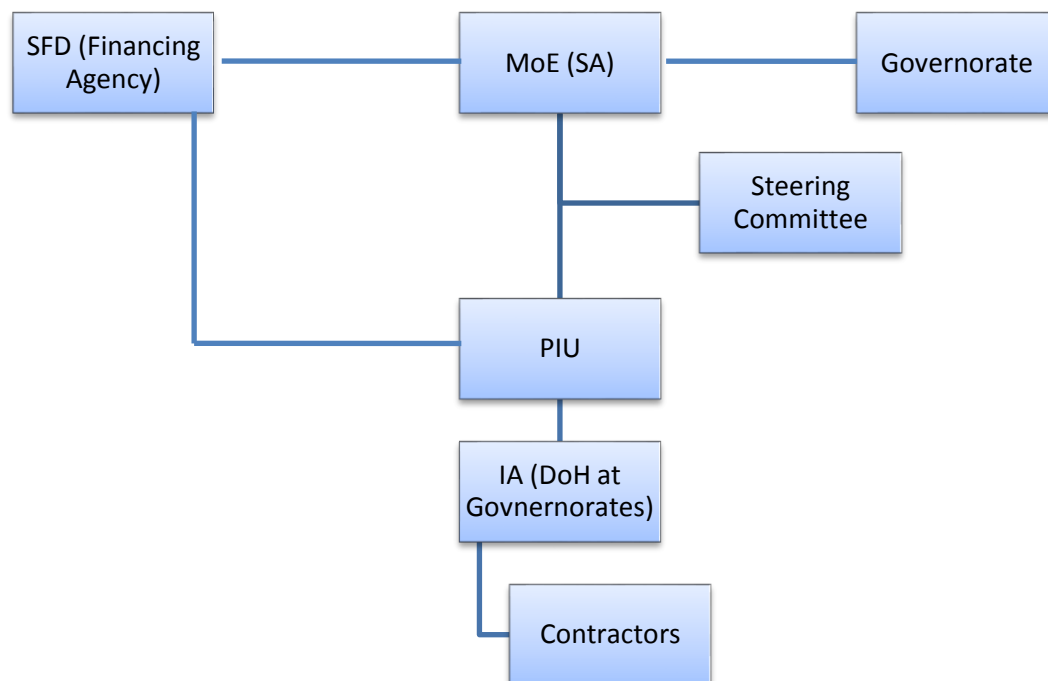 SFD (Financing
Agency)
MoE (SA)
Governorate
Steering
Committee
PIU
IA (DoH at
Govnernorates)
Contractors